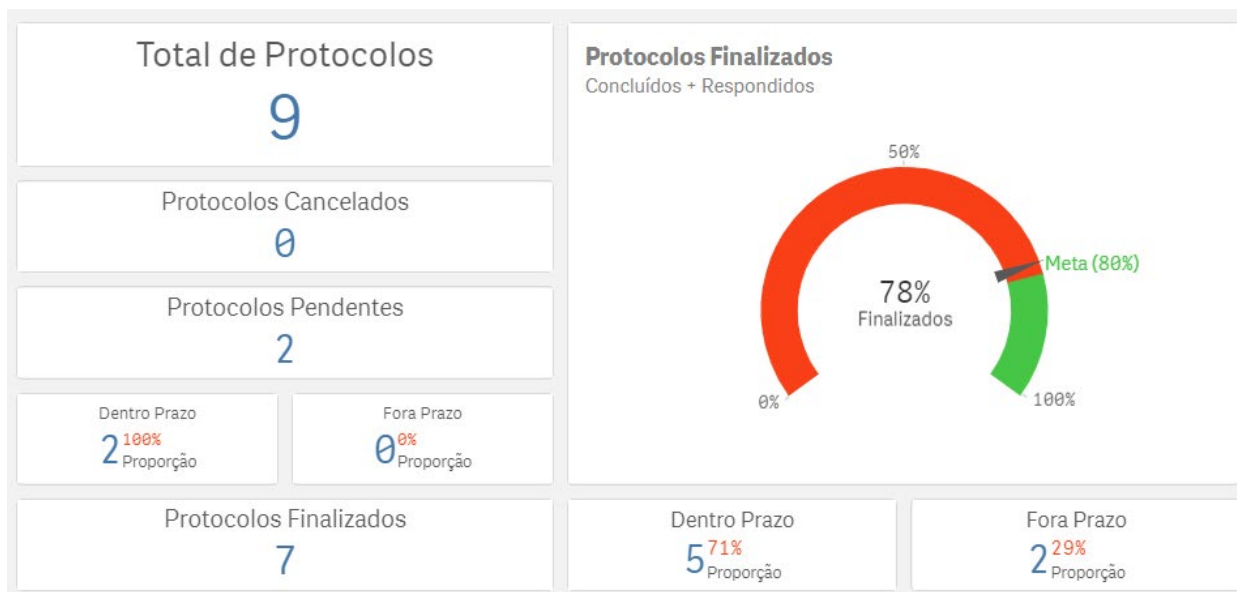 Total de Protocolos
9
Protocolos Cancelados
0
Protocolos Pendentes
2
Dentro Prazo
2 100%
Proporção
Fora Prazo
0 0%
Proporção
Protocolos Finalizados
7
Protocolos Finalizados
Concluídos + Respondidos
50%
Meta (80%)
78%
Finalizados
0%
100%
Dentro Prazo
5 71%
Proporção
Fora Prazo
2 29%
Proporção